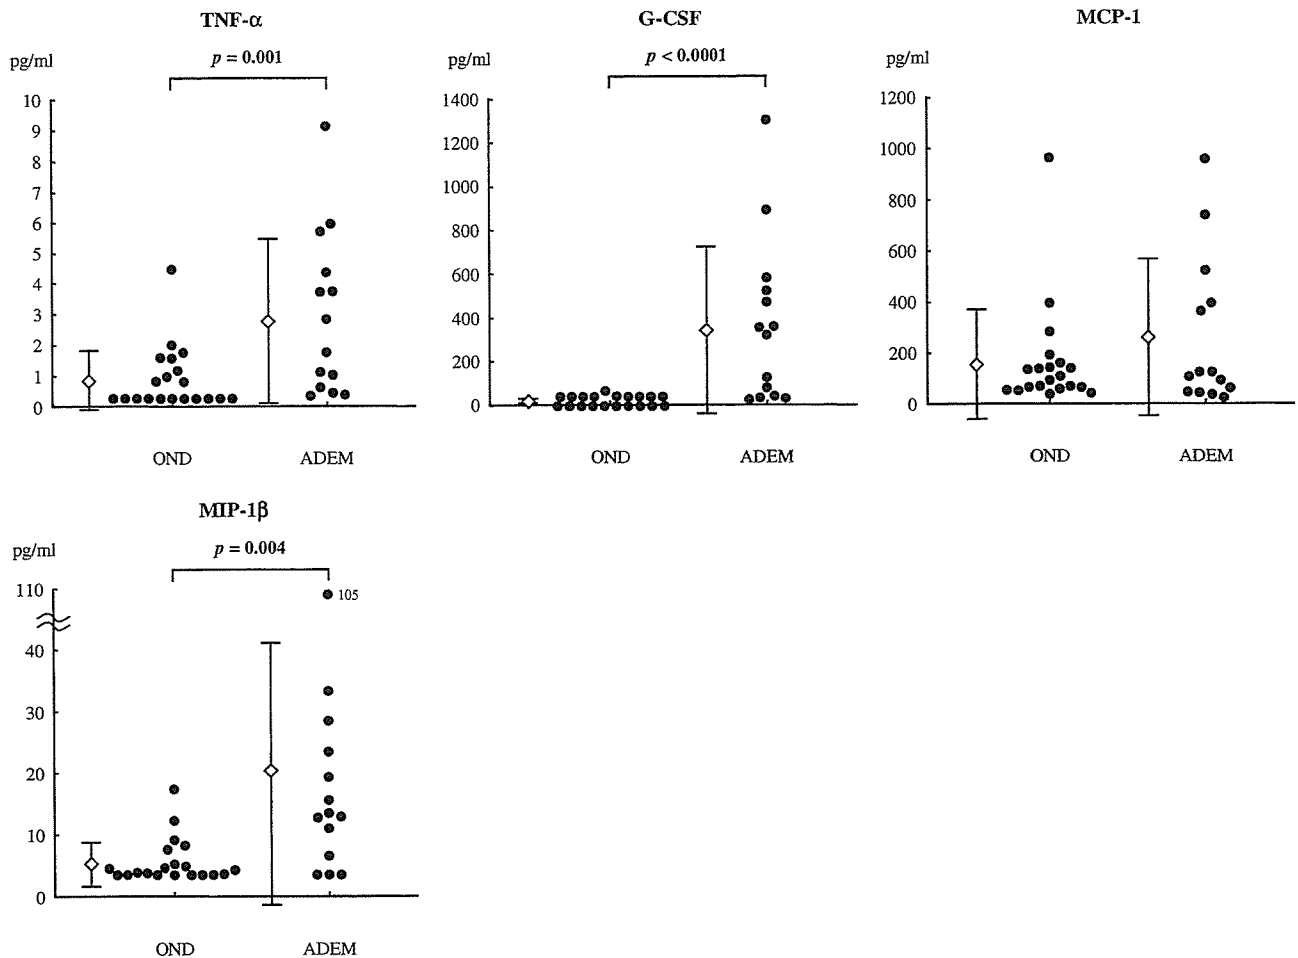 TNF-α
p = 0.001
pg/ml
10
9
8
7
6
5
4
3
2
1
0
OND
ADEM
G-CSF
p < 0.0001
pg/ml
1400
1200
1000
800
600
400
200
0
OND
ADEM
MCP-1
pg/ml
1200
1000
800
600
400
200
0
OND
ADEM
MIP-1β
p = 0.004
pg/ml
110
105
40
30
20
10
0
OND
ADEM